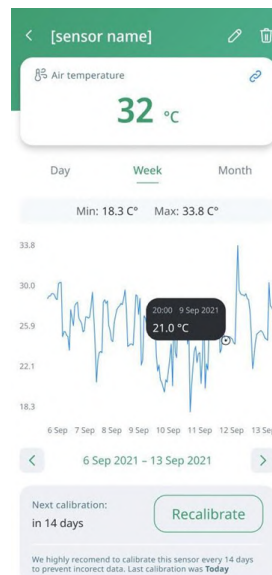 [sensor name]
Air temperature
32 °C
Day Week Month
Min: 18.3 C° Max: 33.8 C°
33.8
30.0
20:00 9 Sep 2021
21.0 °C
25.9
22.1
18.3
6 Sep 7 Sep 8 Sep 9 Sep 10 Sep 11 Sep 12 Sep 13 Sep
6 Sep 2021 – 13 Sep 2021
Next calibration:
in 14 days
Recalibrate
We highly recomend to calibrate this sensor every 14 days
to prevent incorect data. Last calibration was Today